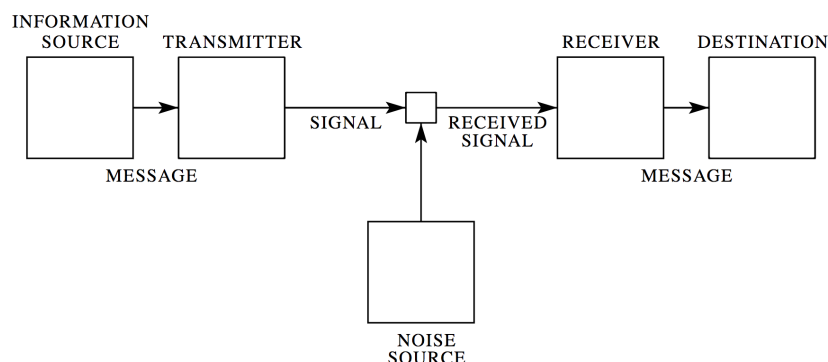 INFORMATION
SOURCE
TRANSMITTER
RECEIVER
DESTINATION
SIGNAL
RECEIVED
SIGNAL
MESSAGE
MESSAGE
NOISE
SOURCE